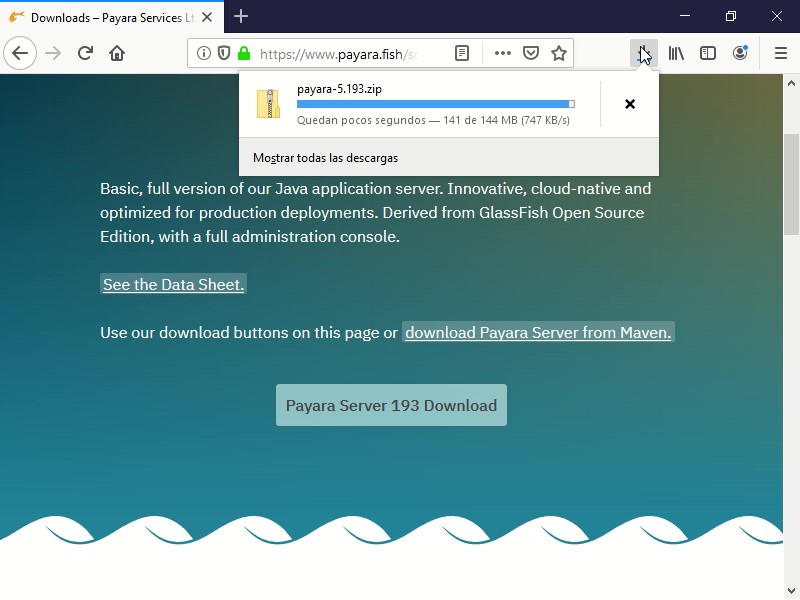 Downloads – Payara Services Lt
https://www.payara.fish/so
payara-5.193.zip
Quedan pocos segundos — 141 de 144 MB (747 KB/s)
Mostrar todas las descargas
Basic, full version of our Java application server. Innovative, cloud-native and
optimized for production deployments. Derived from GlassFish Open Source
Edition, with a full administration console.
See the Data Sheet.
Use our download buttons on this page or download Payara Server from Maven.
Payara Server 193 Download